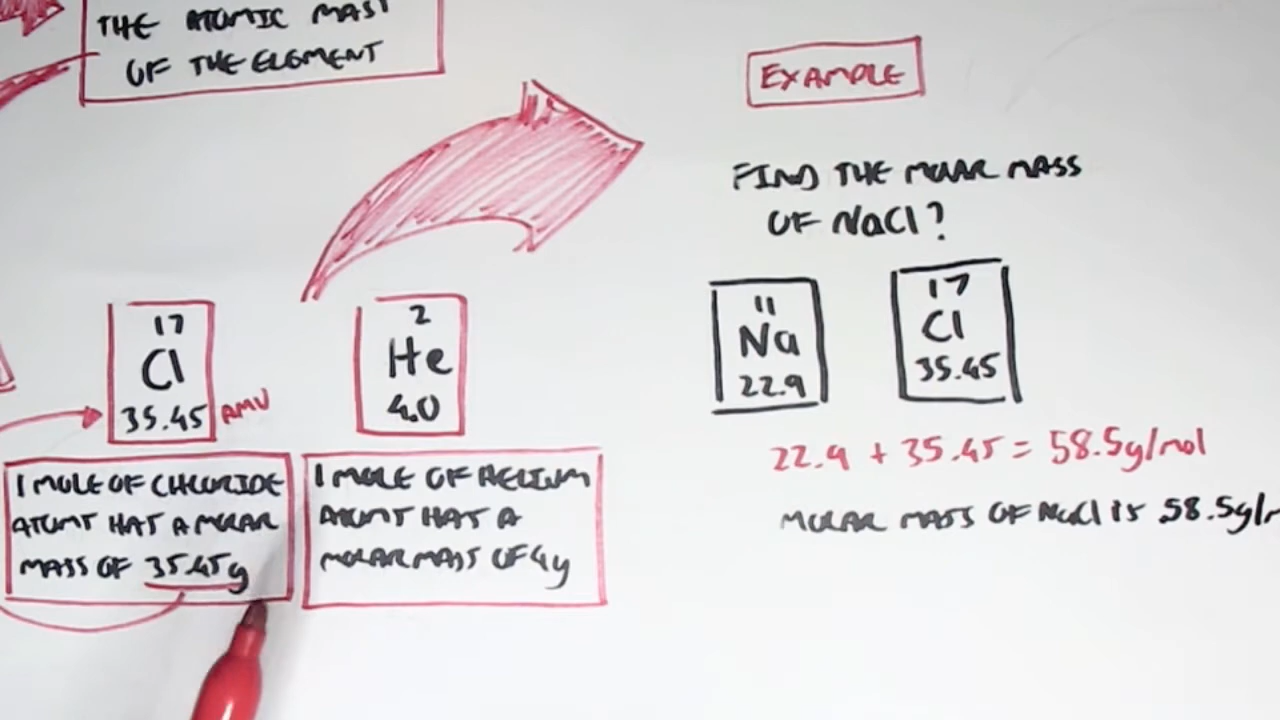 THE ATOMIC MASS
OF THE ELEMENT
EXAMPLE
FIND THE MOLAR MASS
OF NaCl?
17
Cl
35.45
AMU
2
He
4.0
11
Na
22.9
17
Cl
35.45
1 MOLE OF CHLORIDE
ATOMS HAT A MOLAR
MASS OF 35.45g
1 MOLE OF HELIUM
ATOMS HAT A
MOLAR MASS OF 4g
22.9 + 35.45 = 58.5g/mol
MOLAR MASS OF NaCl IS 58.5g/m